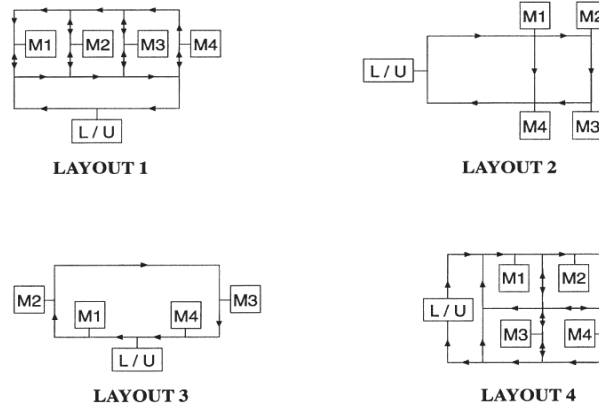 M1 M2 M3 M4
L / U
LAYOUT 1
M1 M2
L / U
M4 M3
LAYOUT 2
M2 M1 M4 M3
L / U
LAYOUT 3
M1 M2
L / U
M3 M4
LAYOUT 4